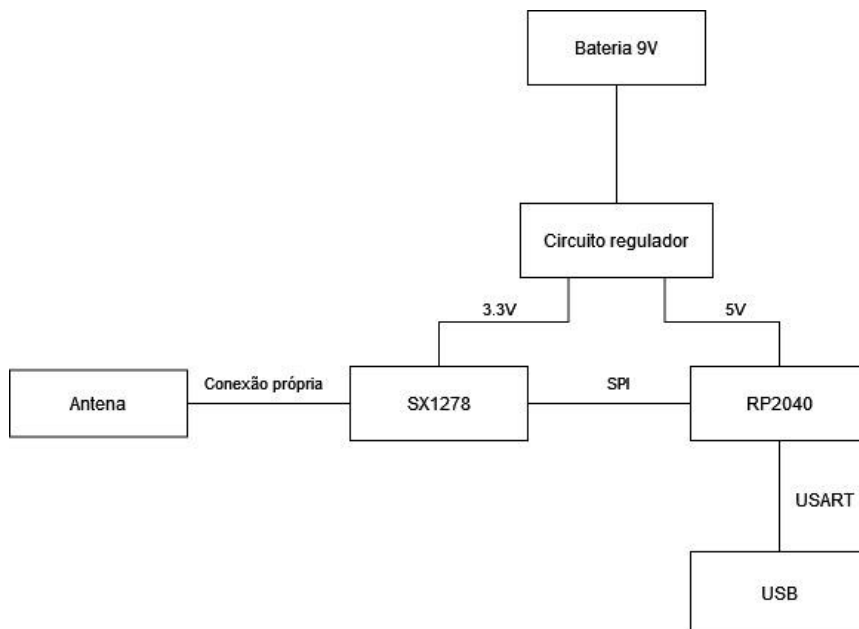 Bateria 9V
Circuito regulador
3.3V
5V
Antena
Conexão própria
SX1278
SPI
RP2040
USART
USB